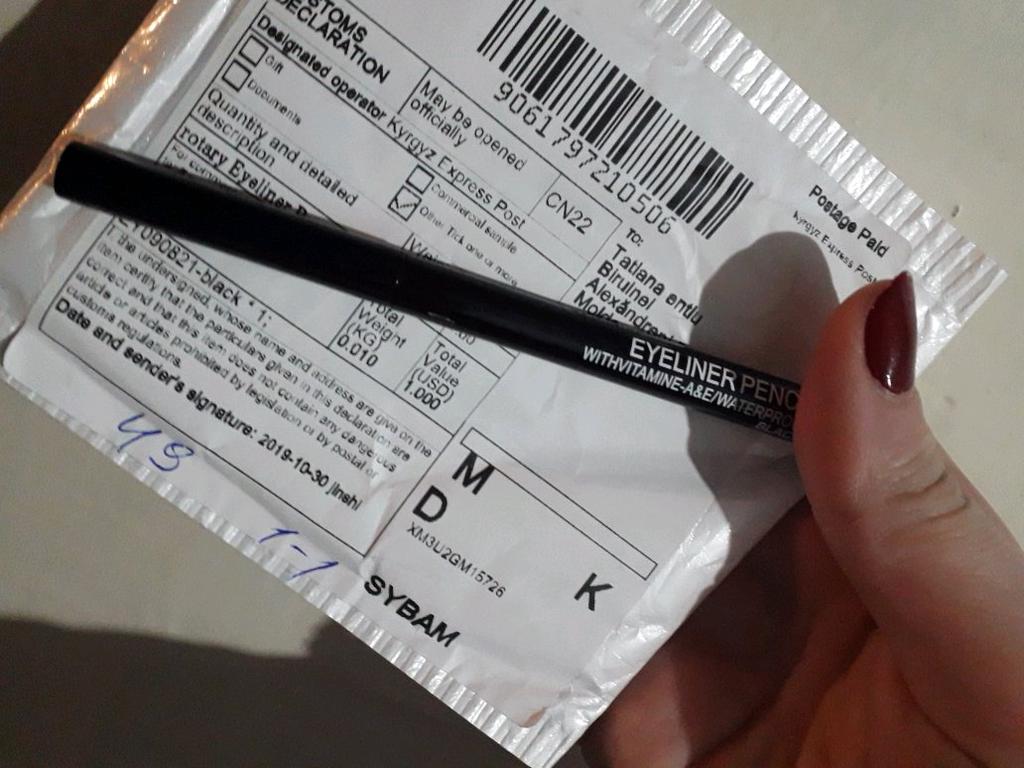 CUSTOMS
DECLARATION
May be opened
officially
CN22
Designated operator Kyrgyz Express Post
Gift
Commercial sample
Documents
Other Tick one or more
Quantity and detailed
description
rotary Eyeliner
Total
Weight
(KG)
0.010
Total
Value
(USD)
1.000
-black * 1;
I, the undersigned, whose name and address are given on the
item certify that the particulars given in this declaration are
correct and that this item does not contain any dangerous
article or articles prohibited by legislation or by postal or
customs regulations.
Date and sender's signature: 2019-10-30 jinshi
9061797210506
Postage Paid
Kyrgyz Express Post
TO:
Tatiana
EYELINER PENC
WITHVITAMINE-A&E/WATERPRO
BLAC
M
D
XM3U2GM15726
K
SYBAM
1-1